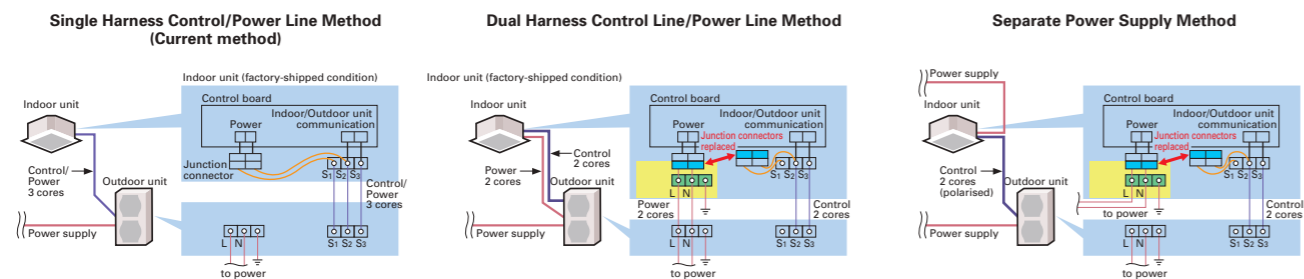 Single Harness Control/Power Line Method
(Current method)
Indoor unit (factory-shipped condition)
Indoor unit
Control board
Indoor/Outdoor unit
communication
Power
Junction
connector
S1 S2 S3
Control/
Power
3 cores
Outdoor unit
Control/
Power
3 cores
Power supply
L N
S1 S2 S3
to power
Dual Harness Control Line/Power Line Method
Indoor unit (factory-shipped condition)
Indoor unit
Control board
Indoor/Outdoor unit
communication
Power
Junction connectors
replaced
S1 S2 S3
Control
2 cores
Power
2 cores
Outdoor unit
L N
Power
2 cores
Control
2 cores
Power supply
L N
S1 S2 S3
to power
Separate Power Supply Method
Power supply
Indoor unit
Control board
Indoor/Outdoor unit
communication
Power
Junction connectors
replaced
S1 S2 S3
Control
2 cores
(polarised)
Outdoor unit
L N
to power
Control
2 cores
Power supply
L N
S1 S2 S3
to power